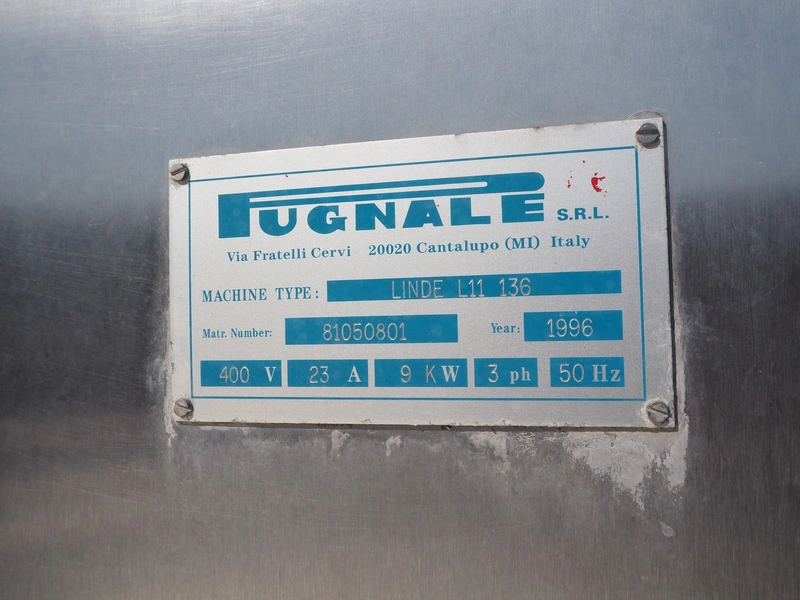 PUGNALE S.R.L.
Via Fratelli Cervi 20020 Cantalupo (MI) Italy
MACHINE TYPE: LINDE L11 136
Matr. Number: 81050801 Year: 1996
400 V 23 A 9 KW 3 ph 50 Hz